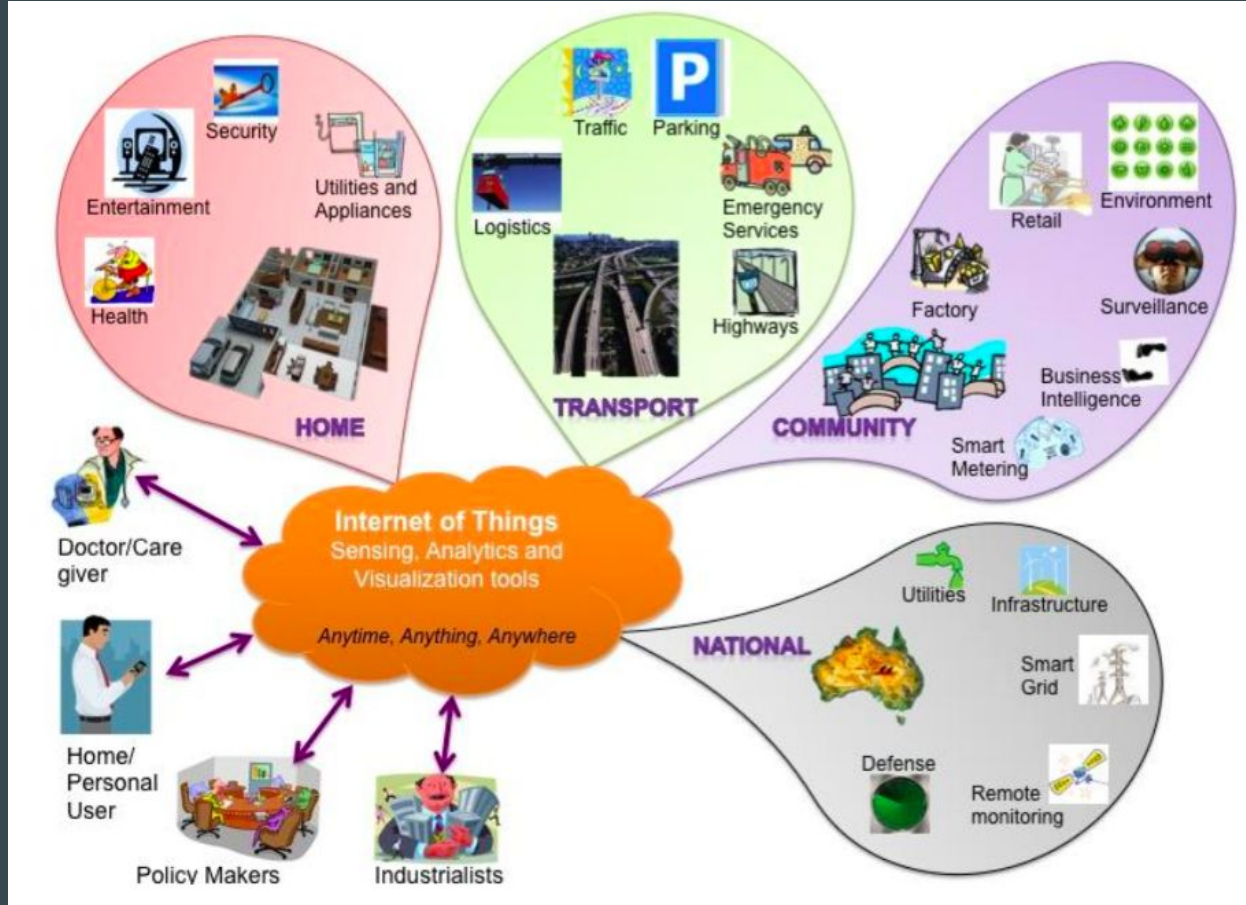 Security
Entertainment
Utilities and
Appliances
Health
HOME
Traffic
P
Parking
Logistics
Emergency
Services
Highways
TRANSPORT
Retail
Environment
Factory
Surveillance
Business
Intelligence
COMMUNITY
Smart
Metering
Internet of Things
Sensing, Analytics and
Visualization tools
Anytime, Anything, Anywhere
Doctor/Care
giver
Home/
Personal
User
Policy Makers
Industrialists
NATIONAL
Utilities
Infrastructure
Smart
Grid
Defense
Remote
monitoring